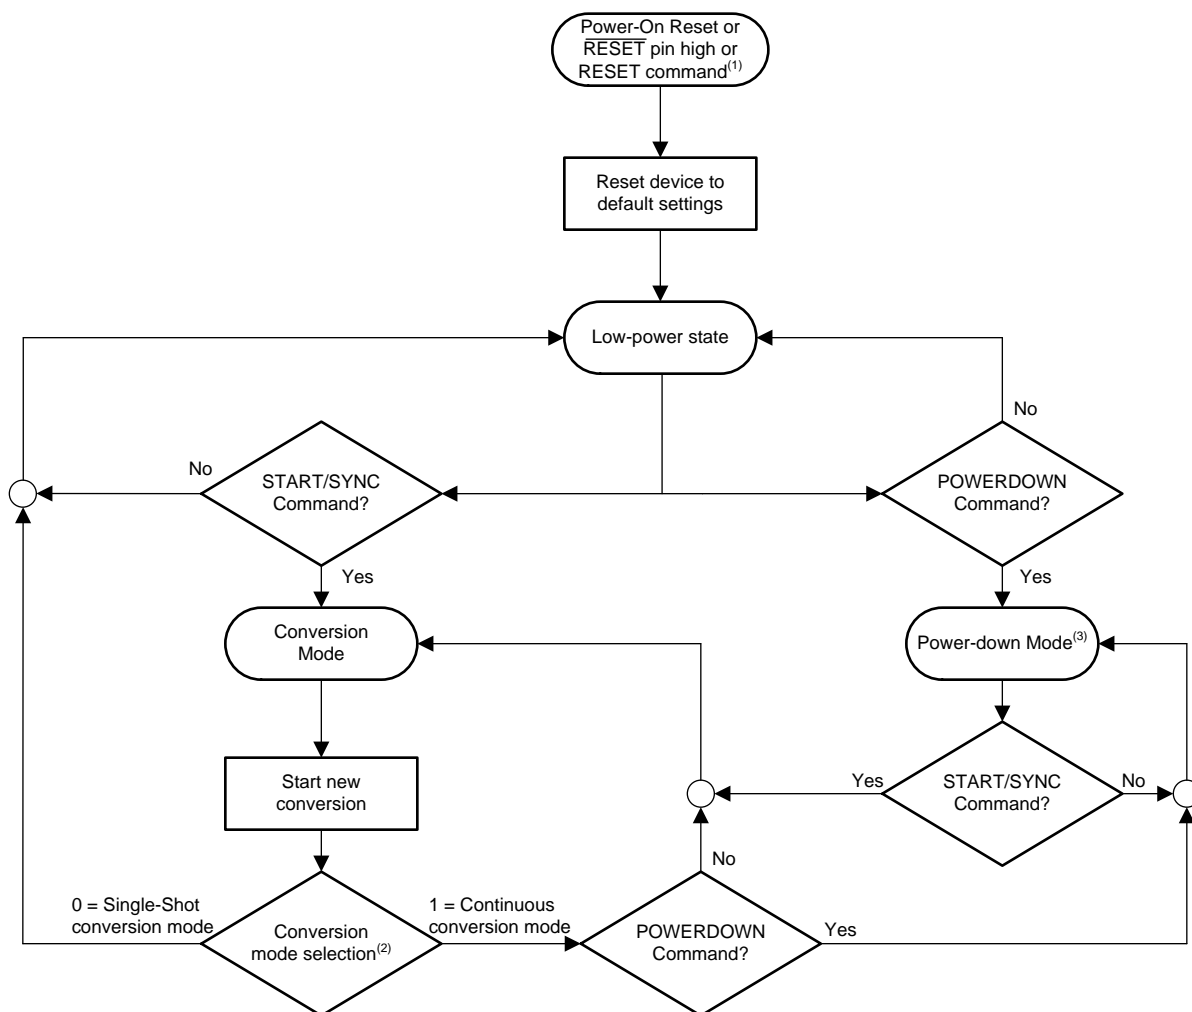 Power-On Reset or
RESET pin high or
RESET command(1)
Reset device to
default settings
Low-power state
No
No
START/SYNC
Command?
POWERDOWN
Command?
Yes
Yes
Conversion
Mode
Power-down Mode(3)
Start new
conversion
Yes
START/SYNC
Command?
No
No
0 = Single-Shot
conversion mode
Conversion
mode selection(2)
1 = Continuous
conversion mode
POWERDOWN
Command?
Yes